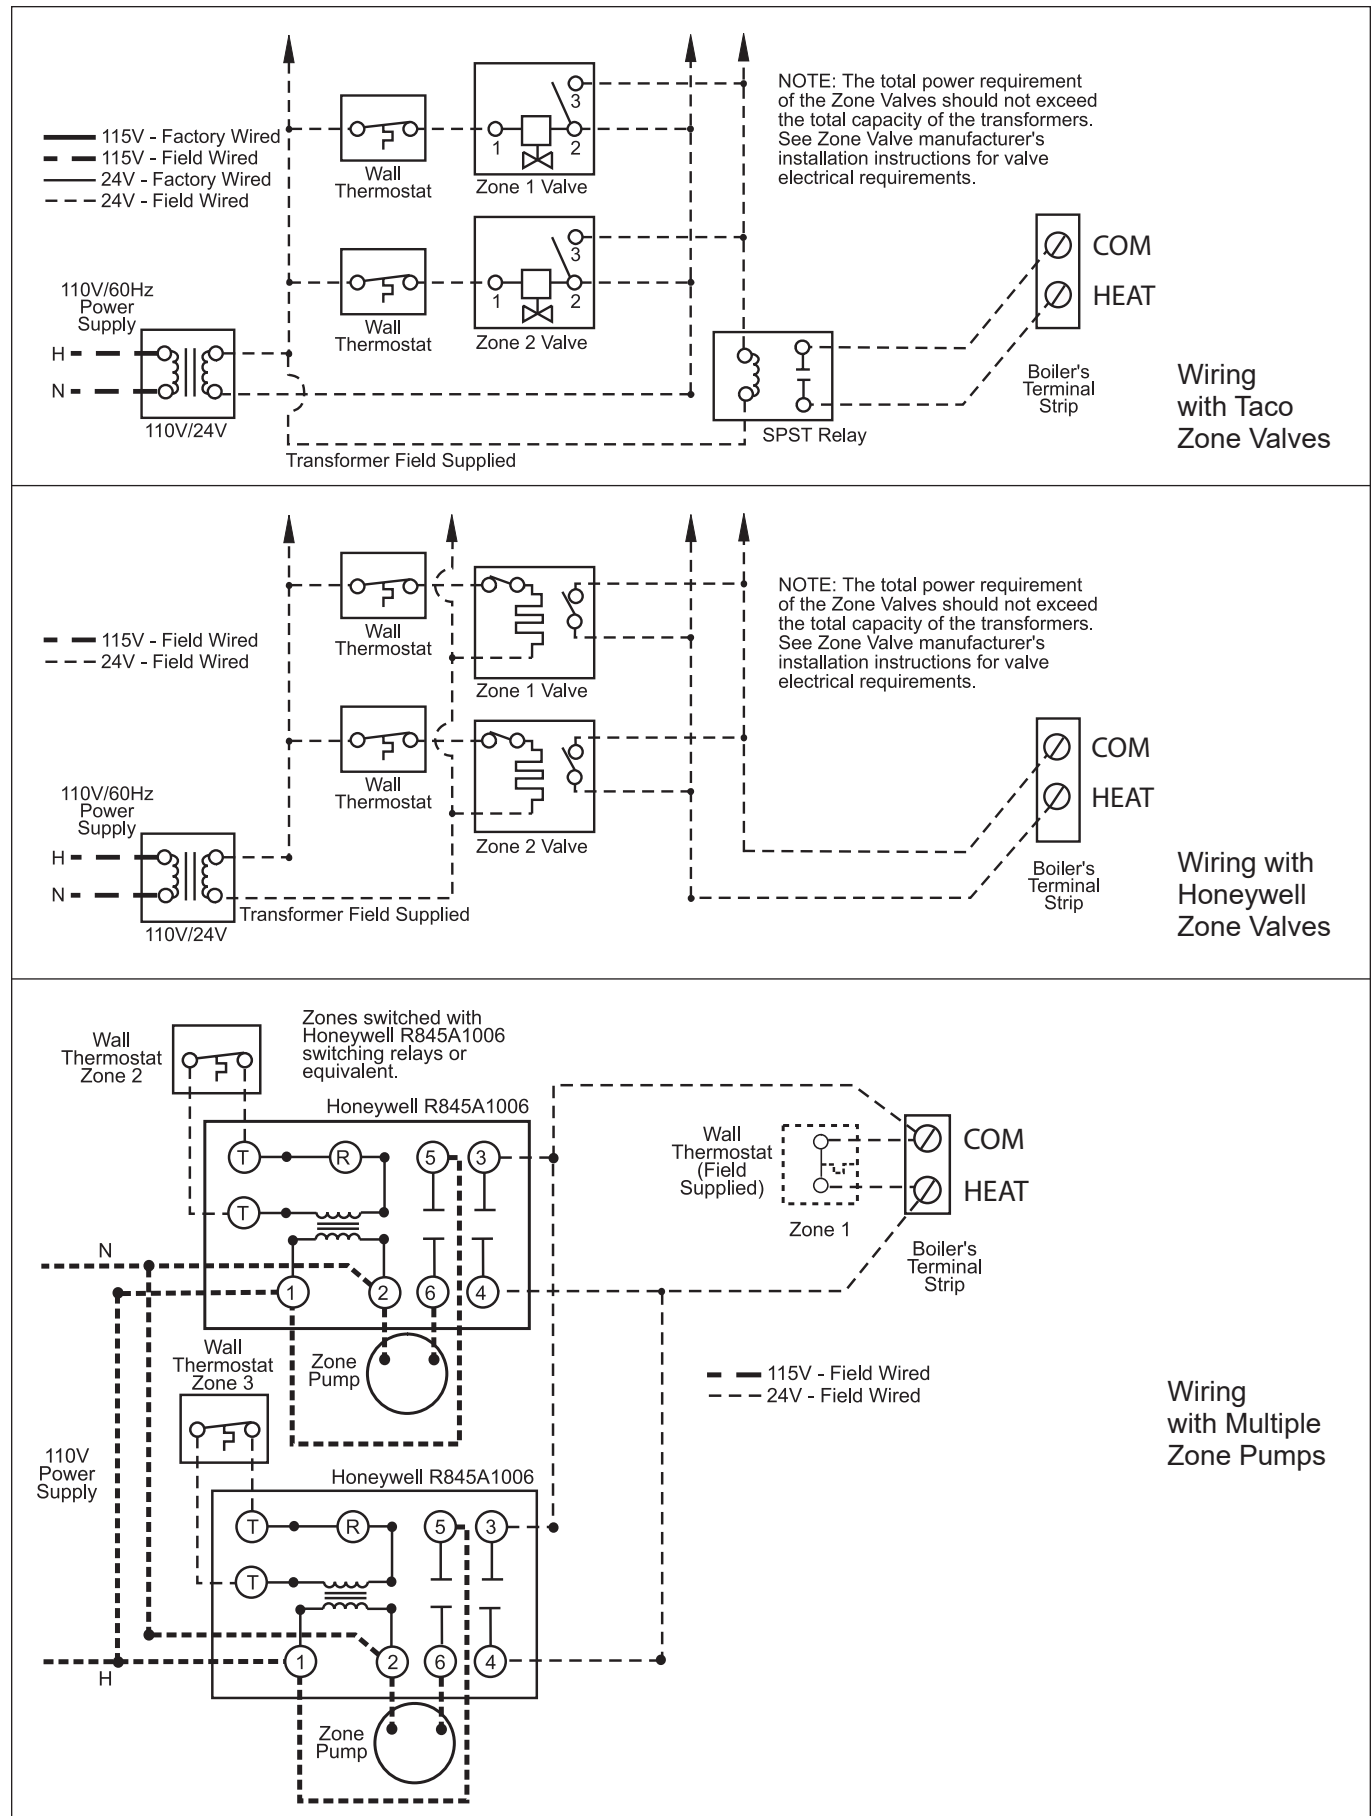 NOTE: The total power requirement
of the Zone Valves should not exceed
the total capacity of the transformers.
See Zone Valve manufacturer's
installation instructions for valve
electrical requirements.
115V - Factory Wired
115V - Field Wired
24V - Factory Wired
24V - Field Wired
Wall
Thermostat
1
2
3
Zone 1 Valve
Wall
Thermostat
1
2
3
Zone 2 Valve
110V/60Hz
Power
Supply
H
N
110V/24V
Transformer Field Supplied
SPST Relay
COM
HEAT
Boiler's
Terminal
Strip
Wiring
with Taco
Zone Valves
NOTE: The total power requirement
of the Zone Valves should not exceed
the total capacity of the transformers.
See Zone Valve manufacturer's
installation instructions for valve
electrical requirements.
115V - Field Wired
24V - Field Wired
Wall
Thermostat
Zone 1 Valve
Wall
Thermostat
Zone 2 Valve
110V/60Hz
Power
Supply
H
N
110V/24V
Transformer Field Supplied
COM
HEAT
Boiler's
Terminal
Strip
Wiring with
Honeywell
Zone Valves
Zones switched with
Honeywell R845A1006
switching relays or
equivalent.
Wall
Thermostat
Zone 2
Honeywell R845A1006
T
R
5
3
T
1
2
6
4
N
Zone
Pump
Wall
Thermostat
(Field
Supplied)
Zone 1
COM
HEAT
Boiler's
Terminal
Strip
Wall
Thermostat
Zone 3
115V - Field Wired
24V - Field Wired
Wiring
with Multiple
Zone Pumps
110V
Power
Supply
Honeywell R845A1006
T
R
5
3
T
1
2
6
4
H
Zone
Pump